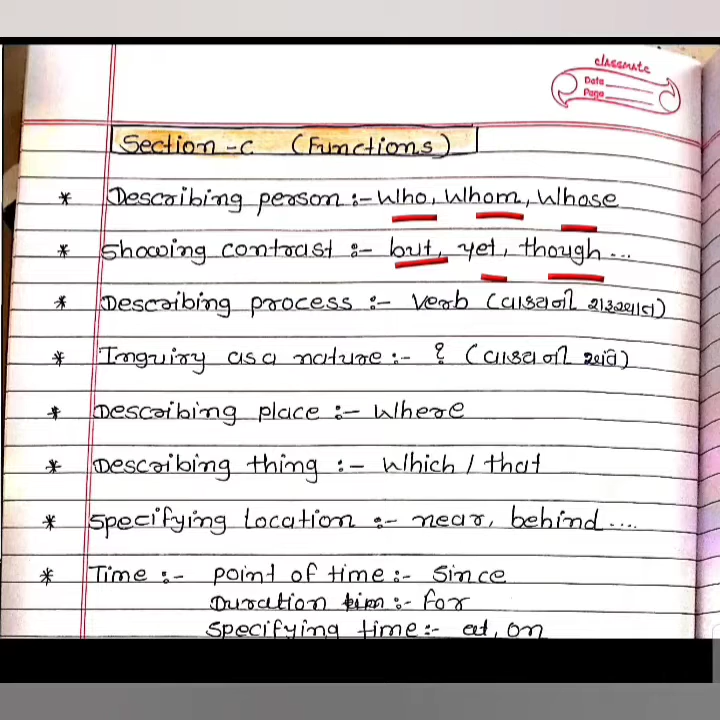 classmate
Date
Page
Section-c (Functions)
* Describing person :- Who, Whom, Whose
* Showing contrast :- but, yet, though...
* Describing process :- Verb (વાક્યની શરૂઆત)
* Inquiry as a nature :- ? (વાક્યની અંતે)
* Describing place :- Where
* Describing thing :- Which / that
* Specifying location :- near, behind....
* Time :- point of time :- Since
Duration tim :- for
Specifying time :- at, on